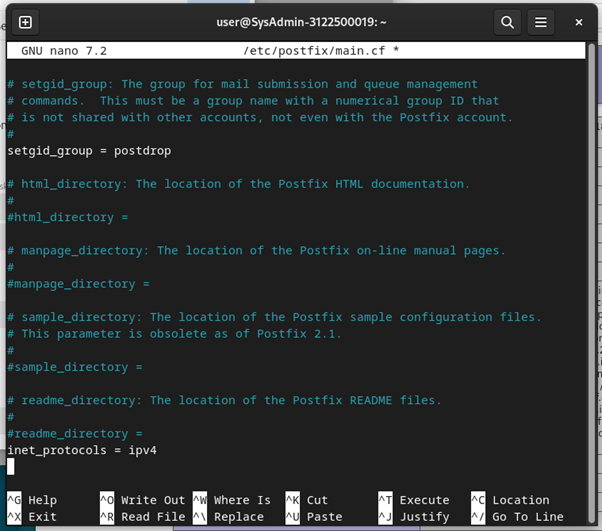 user@SysAdmin-3122500019: ~
GNU nano 7.2 /etc/postfix/main.cf *
# setgid_group: The group for mail submission and queue management
# commands.  This must be a group name with a numerical group ID that
# is not shared with other accounts, not even with the Postfix account.
#
setgid_group = postdrop
# html_directory: The location of the Postfix HTML documentation.
#
#html_directory =
# manpage_directory: The location of the Postfix on-line manual pages.
#
#manpage_directory =
# sample_directory: The location of the Postfix sample configuration files.
# This parameter is obsolete as of Postfix 2.1.
#
#sample_directory =
# readme_directory: The location of the Postfix README files.
#
#readme_directory =
inet_protocols = ipv4
^G Help ^O Write Out ^W Where Is ^K Cut ^T Execute ^C Location
^X Exit ^R Read File ^\ Replace ^U Paste ^J Justify ^/ Go To Line